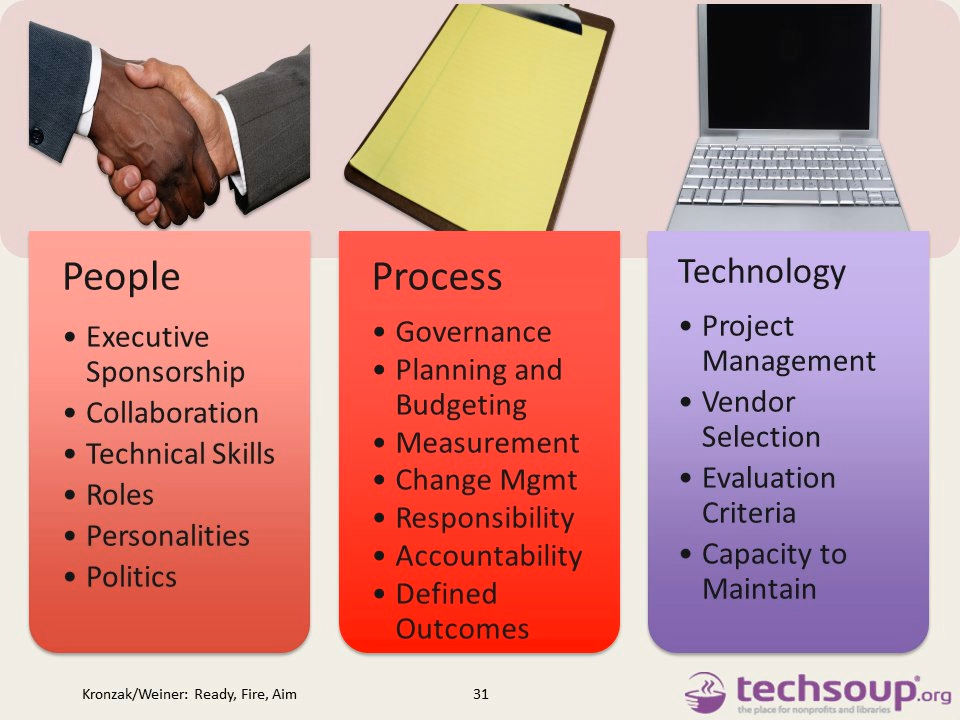 People
• Executive
Sponsorship
• Collaboration
• Technical Skills
• Roles
• Personalities
• Politics
Process
• Governance
• Planning and
Budgeting
• Measurement
• Change Mgmt
• Responsibility
• Accountability
• Defined
Outcomes
Technology
• Project
Management
• Vendor
Selection
• Evaluation
Criteria
• Capacity to
Maintain
Kronzak/Weiner: Ready, Fire, Aim
31
techsoup®.org
the place for nonprofits and libraries